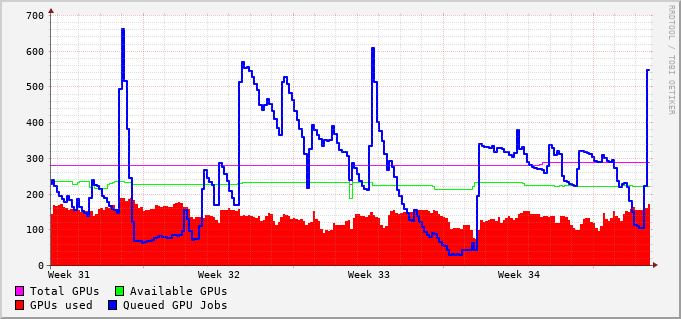 700
600
500
400
300
200
100
0
Week 31 Week 32 Week 33 Week 34
Total GPUs Available GPUs
GPUs used Queued GPU Jobs
RRDTOOL / TOBI OETIKER